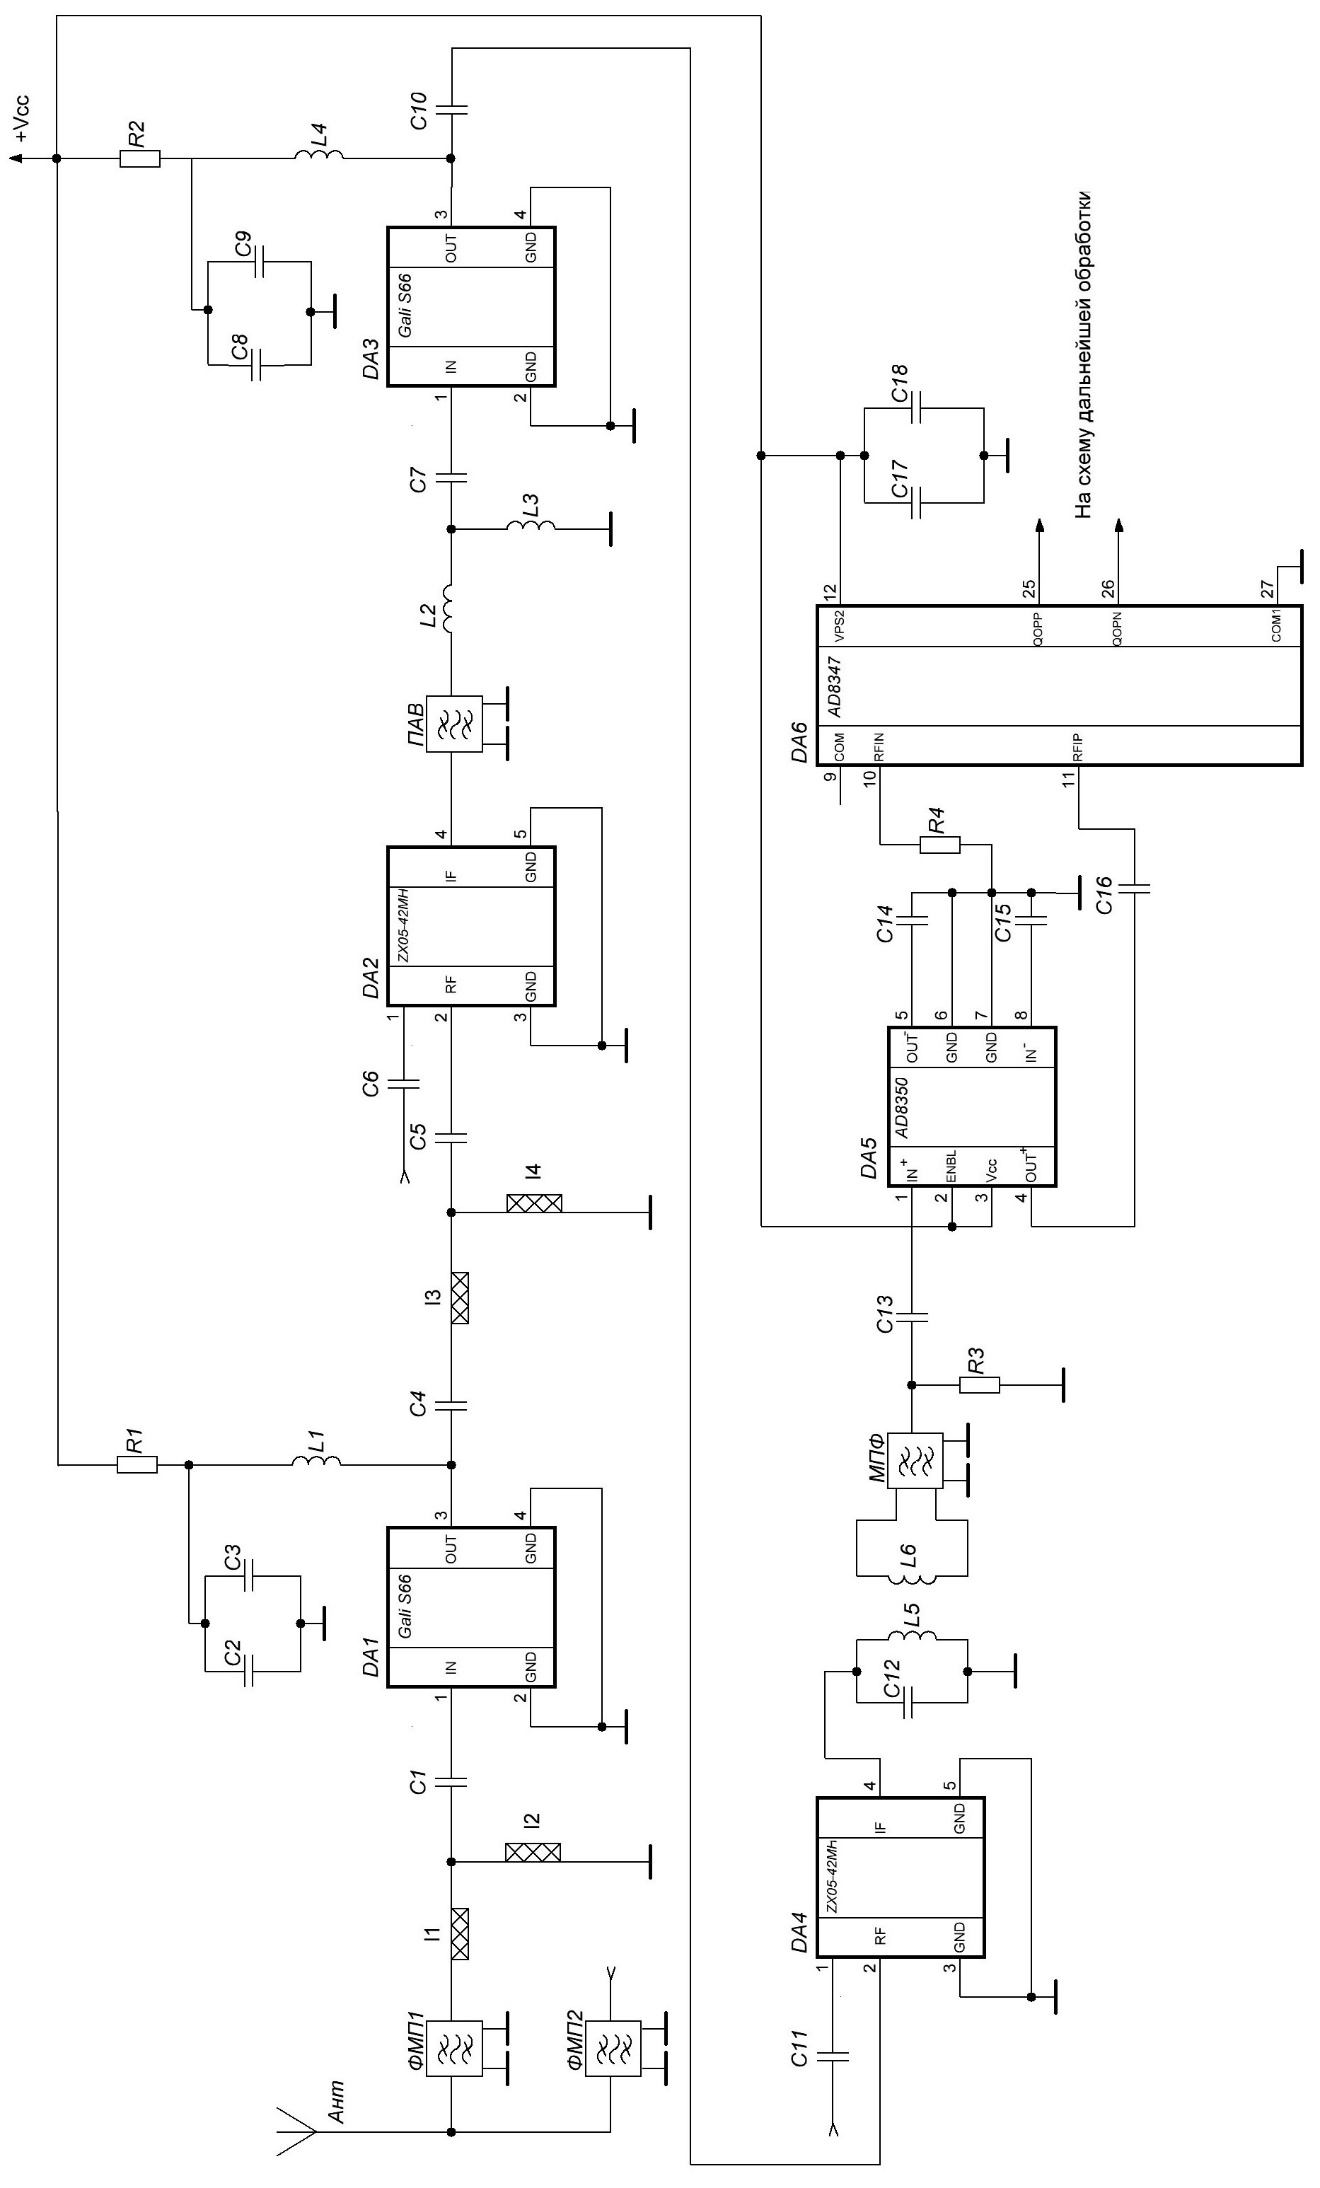 +Vcc
R1
R2
C2
C3
L1
C8
C9
L4
Ант
ФМП1
I1
I2
C1
DA1
Gali S66
1
IN
2
GND
OUT
3
GND
4
C4
I3
I4
C5
C6
DA2
ZX05-42MH
1
2
RF
3
GND
IF
4
GND
5
ПАВ
L2
L3
C7
DA3
Gali S66
1
IN
2
GND
OUT
3
GND
4
C10
ФМП2
C11
DA4
ZX05-42MH
1
2
RF
3
GND
IF
4
GND
5
C12
L5
L6
МПФ
R3
C13
DA5
AD8350
1
IN+
2
ENBL
3
Vcc
4
OUT+
OUT-
5
GND
6
GND
7
IN-
8
C14
C15
R4
C16
DA6
AD8347
9
COM
10
RFIN
11
RFIP
VPS2
12
QOPP
25
QOPN
26
COM1
27
C17
C18
На схему дальнейшей обработки